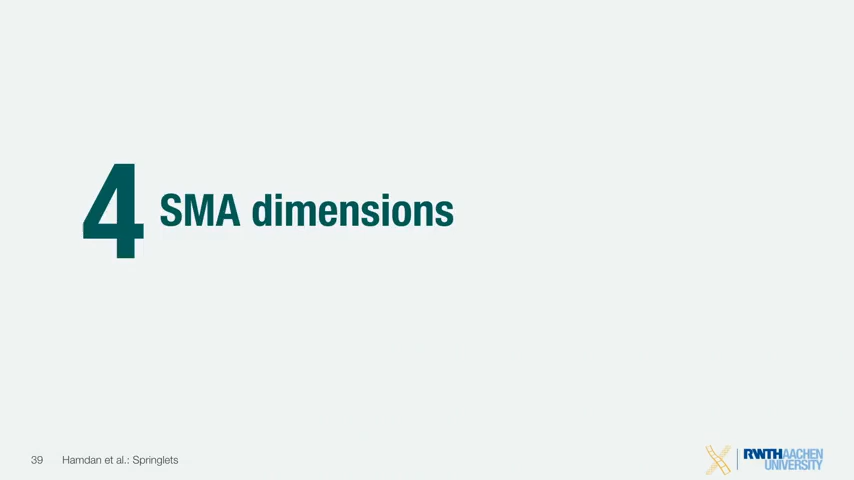 4 SMA dimensions
39 Hamdan et al.: Springlets
RWTHAACHEN
UNIVERSITY